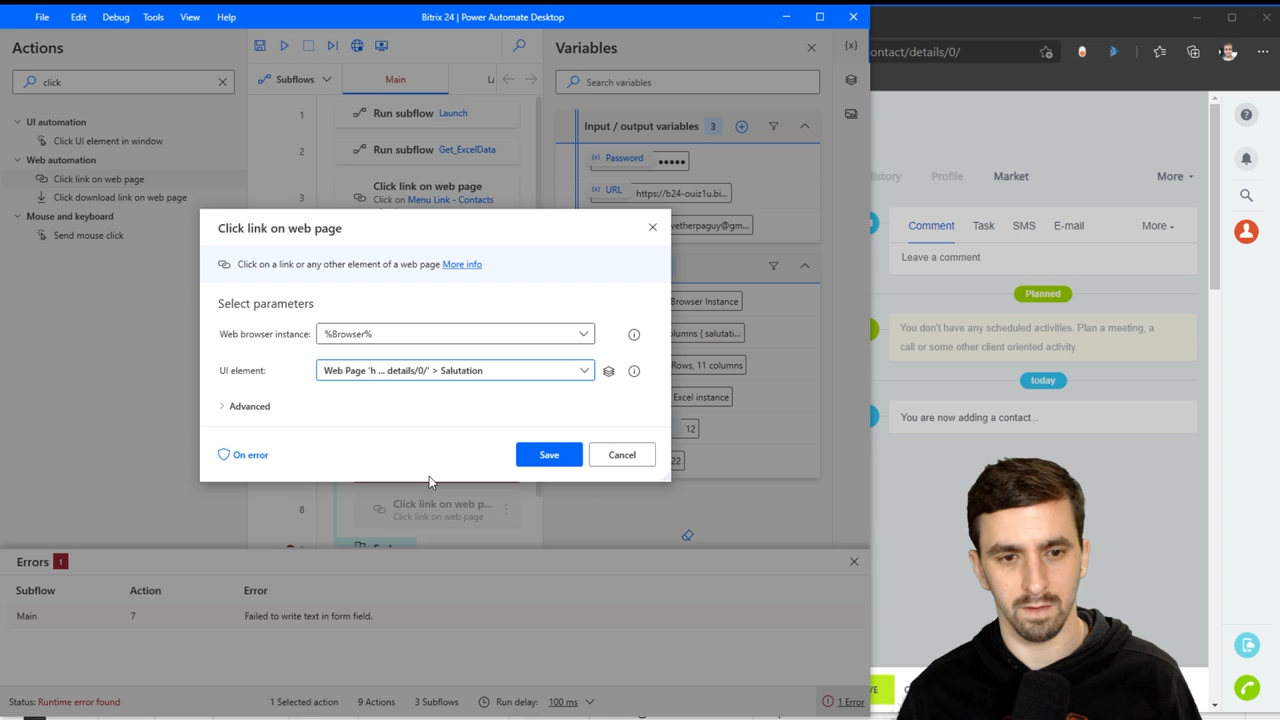 File Edit Debug Tools View Help
Bitrix 24 | Power Automate Desktop
Actions
click
UI automation
Click UI element in window
Web automation
Click link on web page
Click download link on web page
Mouse and keyboard
Send mouse click
Subflows Main
1 Run subflow Launch
2 Run subflow Get_ExcelData
Click link on web page
3 Click on Menu Link - Contacts
Variables
{x}
Search variables
Input / output variables 3
(x) Password •••••
(x) URL https://b24-ouiz1u.bi...
vetherpaguy@gm...
Browser Instance
olumns [ salutati...
Rows, 11 columns
Excel instance
12
22
Click link on web page
Click on a link or any other element of a web page More info
Select parameters
Web browser instance: %Browser%
UI element: Web Page 'h ... details/0/' > Salutation
Advanced
On error
Save Cancel
8 Click link on web p...
Click link on web page
Errors 1
Subflow Action Error
Main 7 Failed to write text in form field.
Status: Runtime error found 1 Selected action 9 Actions 3 Subflows Run delay: 100 ms 1 Error
ontact/details/0/
History Profile Market More
Comment Task SMS E-mail More
Leave a comment
Planned
You don't have any scheduled activities. Plan a meeting, a
call or some other client oriented activity.
today
You are now adding a contact...